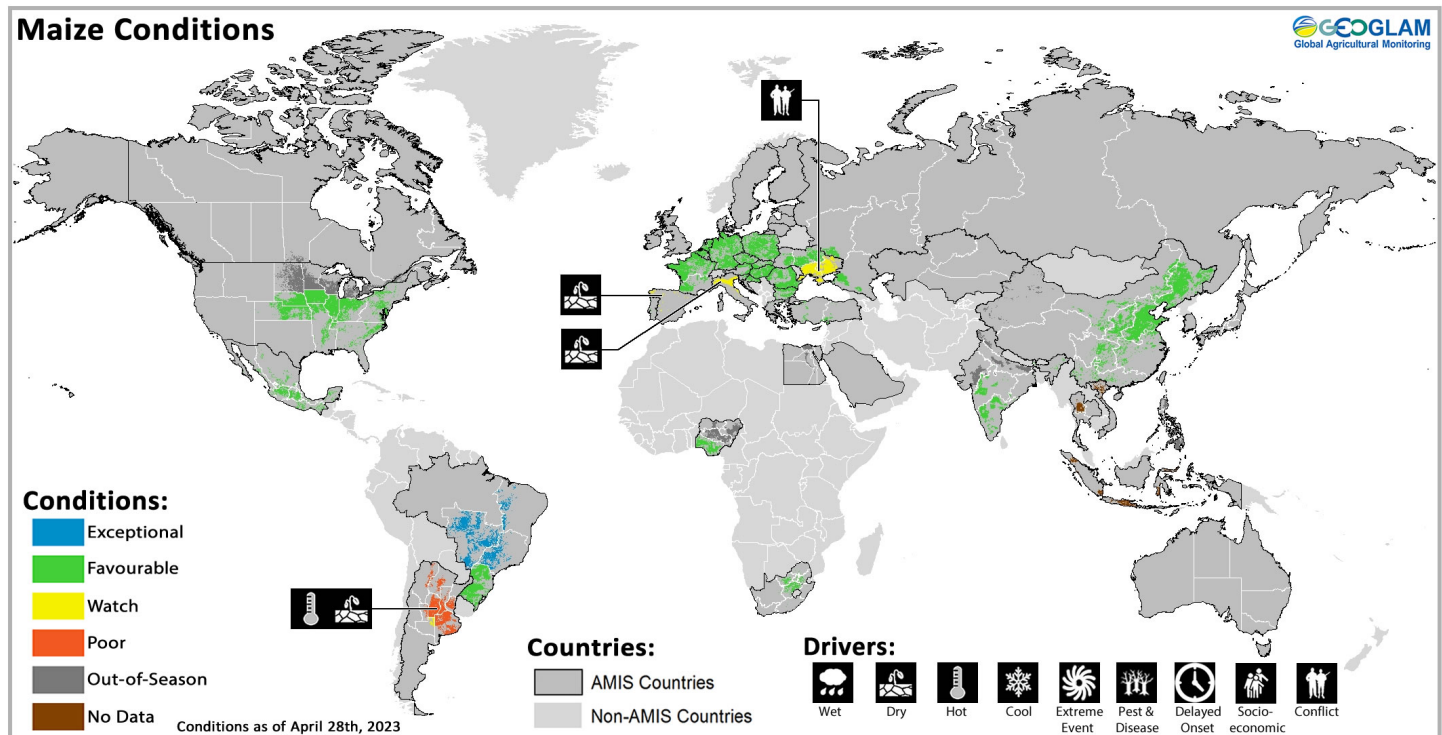 Maize Conditions
GEOGLAM
Global Agricultural Monitoring
Conditions:
Exceptional
Favourable
Watch
Poor
Out-of-Season
No Data
Conditions as of April 28th, 2023
Countries:
AMIS Countries
Non-AMIS Countries
Drivers:
Wet
Dry
Hot
Cool
Extreme
Event
Pest &
Disease
Delayed
Onset
Socio-
economic
Conflict